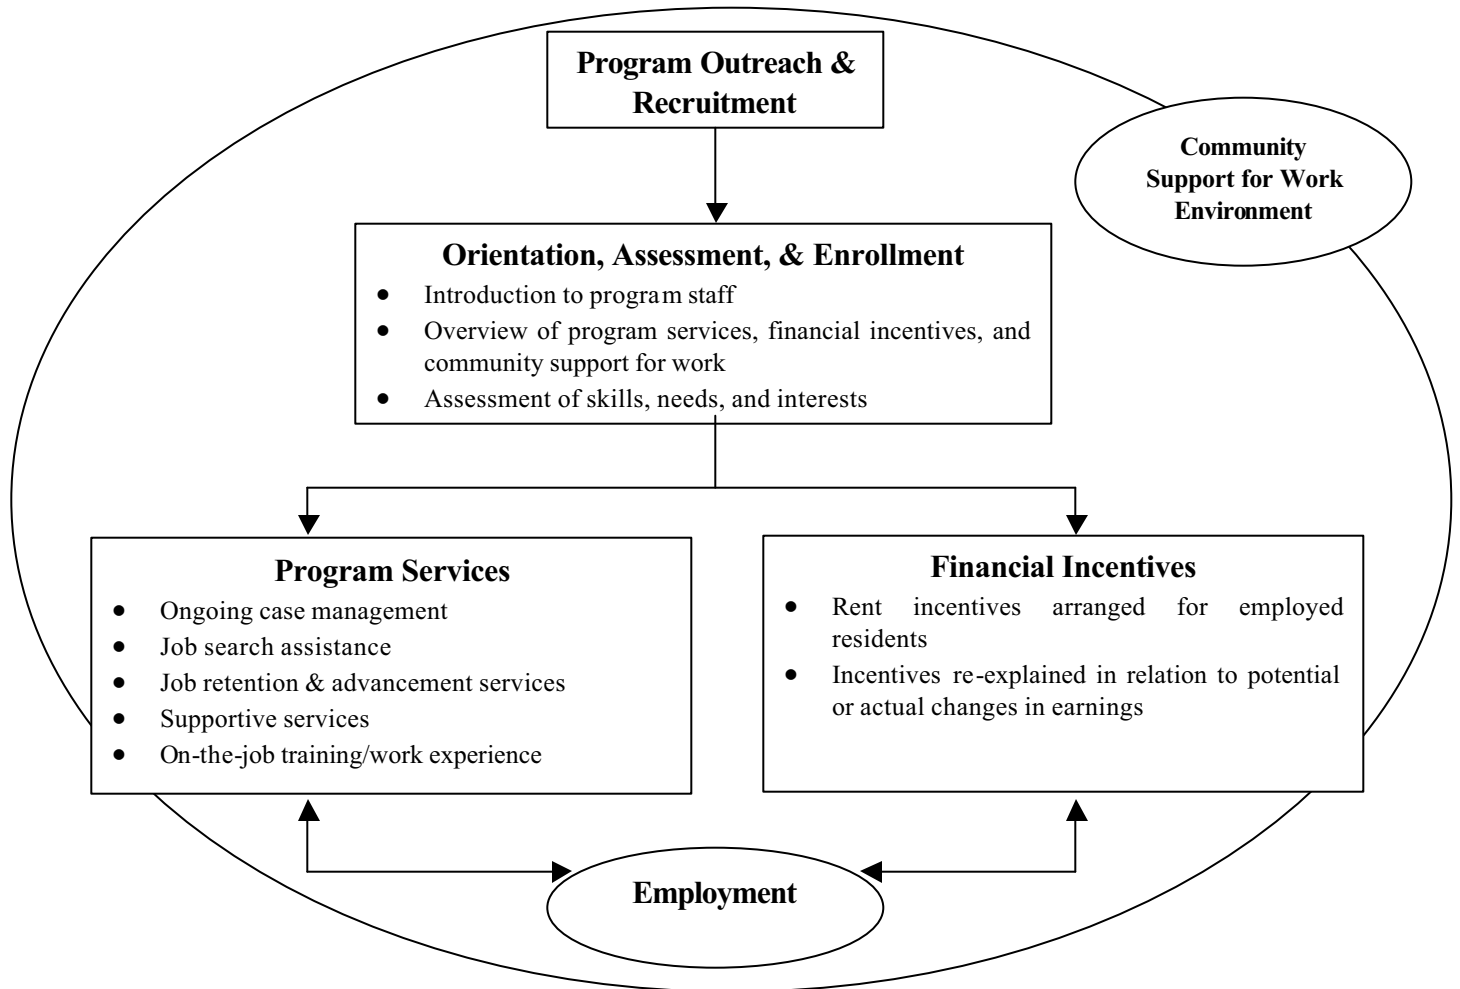 Program Outreach &
Recruitment
Community
Support for Work
Environment
Orientation, Assessment, & Enrollment
• Introduction to program staff
• Overview of program services, financial incentives, and
community support for work
• Assessment of skills, needs, and interests
Program Services
• Ongoing case management
• Job search assistance
• Job retention & advancement services
• Supportive services
• On-the-job training/work experience
Financial Incentives
• Rent incentives arranged for employed
residents
• Incentives re-explained in relation to potential
or actual changes in earnings
Employment